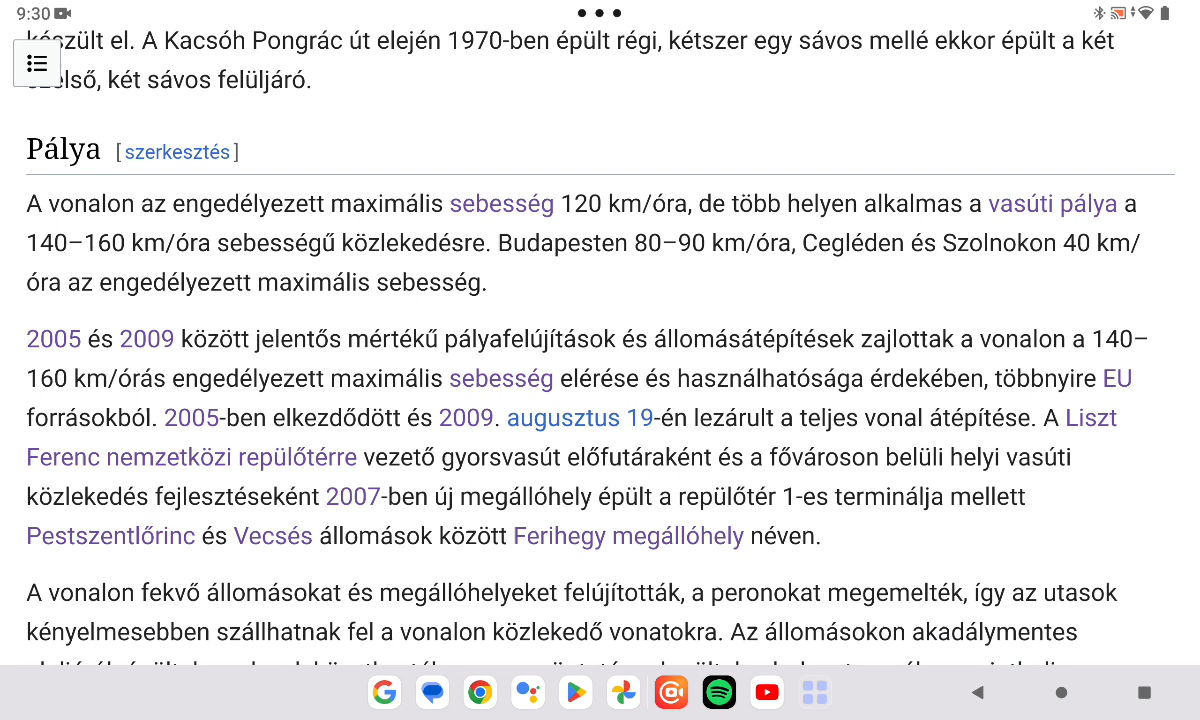 9:30
készült el. A Kacsóh Pongrác út elején 1970-ben épült régi, kétszer egy sávos mellé ekkor épült a két
szélső, két sávos felüljáró.
Pálya [szerkesztés]
A vonalon az engedélyezett maximális sebesség 120 km/óra, de több helyen alkalmas a vasúti pálya a
140–160 km/óra sebességű közlekedésre. Budapesten 80–90 km/óra, Cegléden és Szolnokon 40 km/
óra az engedélyezett maximális sebesség.
2005 és 2009 között jelentős mértékű pályafelújítások és állomásátépítések zajlottak a vonalon a 140–
160 km/órás engedélyezett maximális sebesség elérése és használhatósága érdekében, többnyire EU
forrásokból. 2005-ben elkezdődött és 2009. augusztus 19-én lezárult a teljes vonal átépítése. A Liszt
Ferenc nemzetközi repülőtérre vezető gyorsvasút előfutáraként és a fővároson belüli helyi vasúti
közlekedés fejlesztéseként 2007-ben új megállóhely épült a repülőtér 1-es terminálja mellett
Pestszentlőrinc és Vecsés állomások között Ferihegy megállóhely néven.
A vonalon fekvő állomásokat és megállóhelyeket felújították, a peronokat megemelték, így az utasok
kényelmesebben szállhatnak fel a vonalon közlekedő vonatokra. Az állomásokon akadálymentes